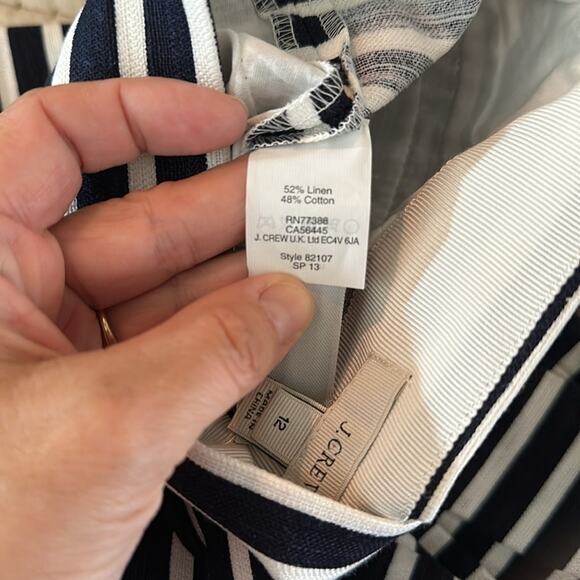 52% Linen
48% Cotton
RN77388
CA56445
J. CREW U.K. Ltd EC4V 6JA
Style 82107
SP 13
MADE IN
CHINA
12
J.CREW